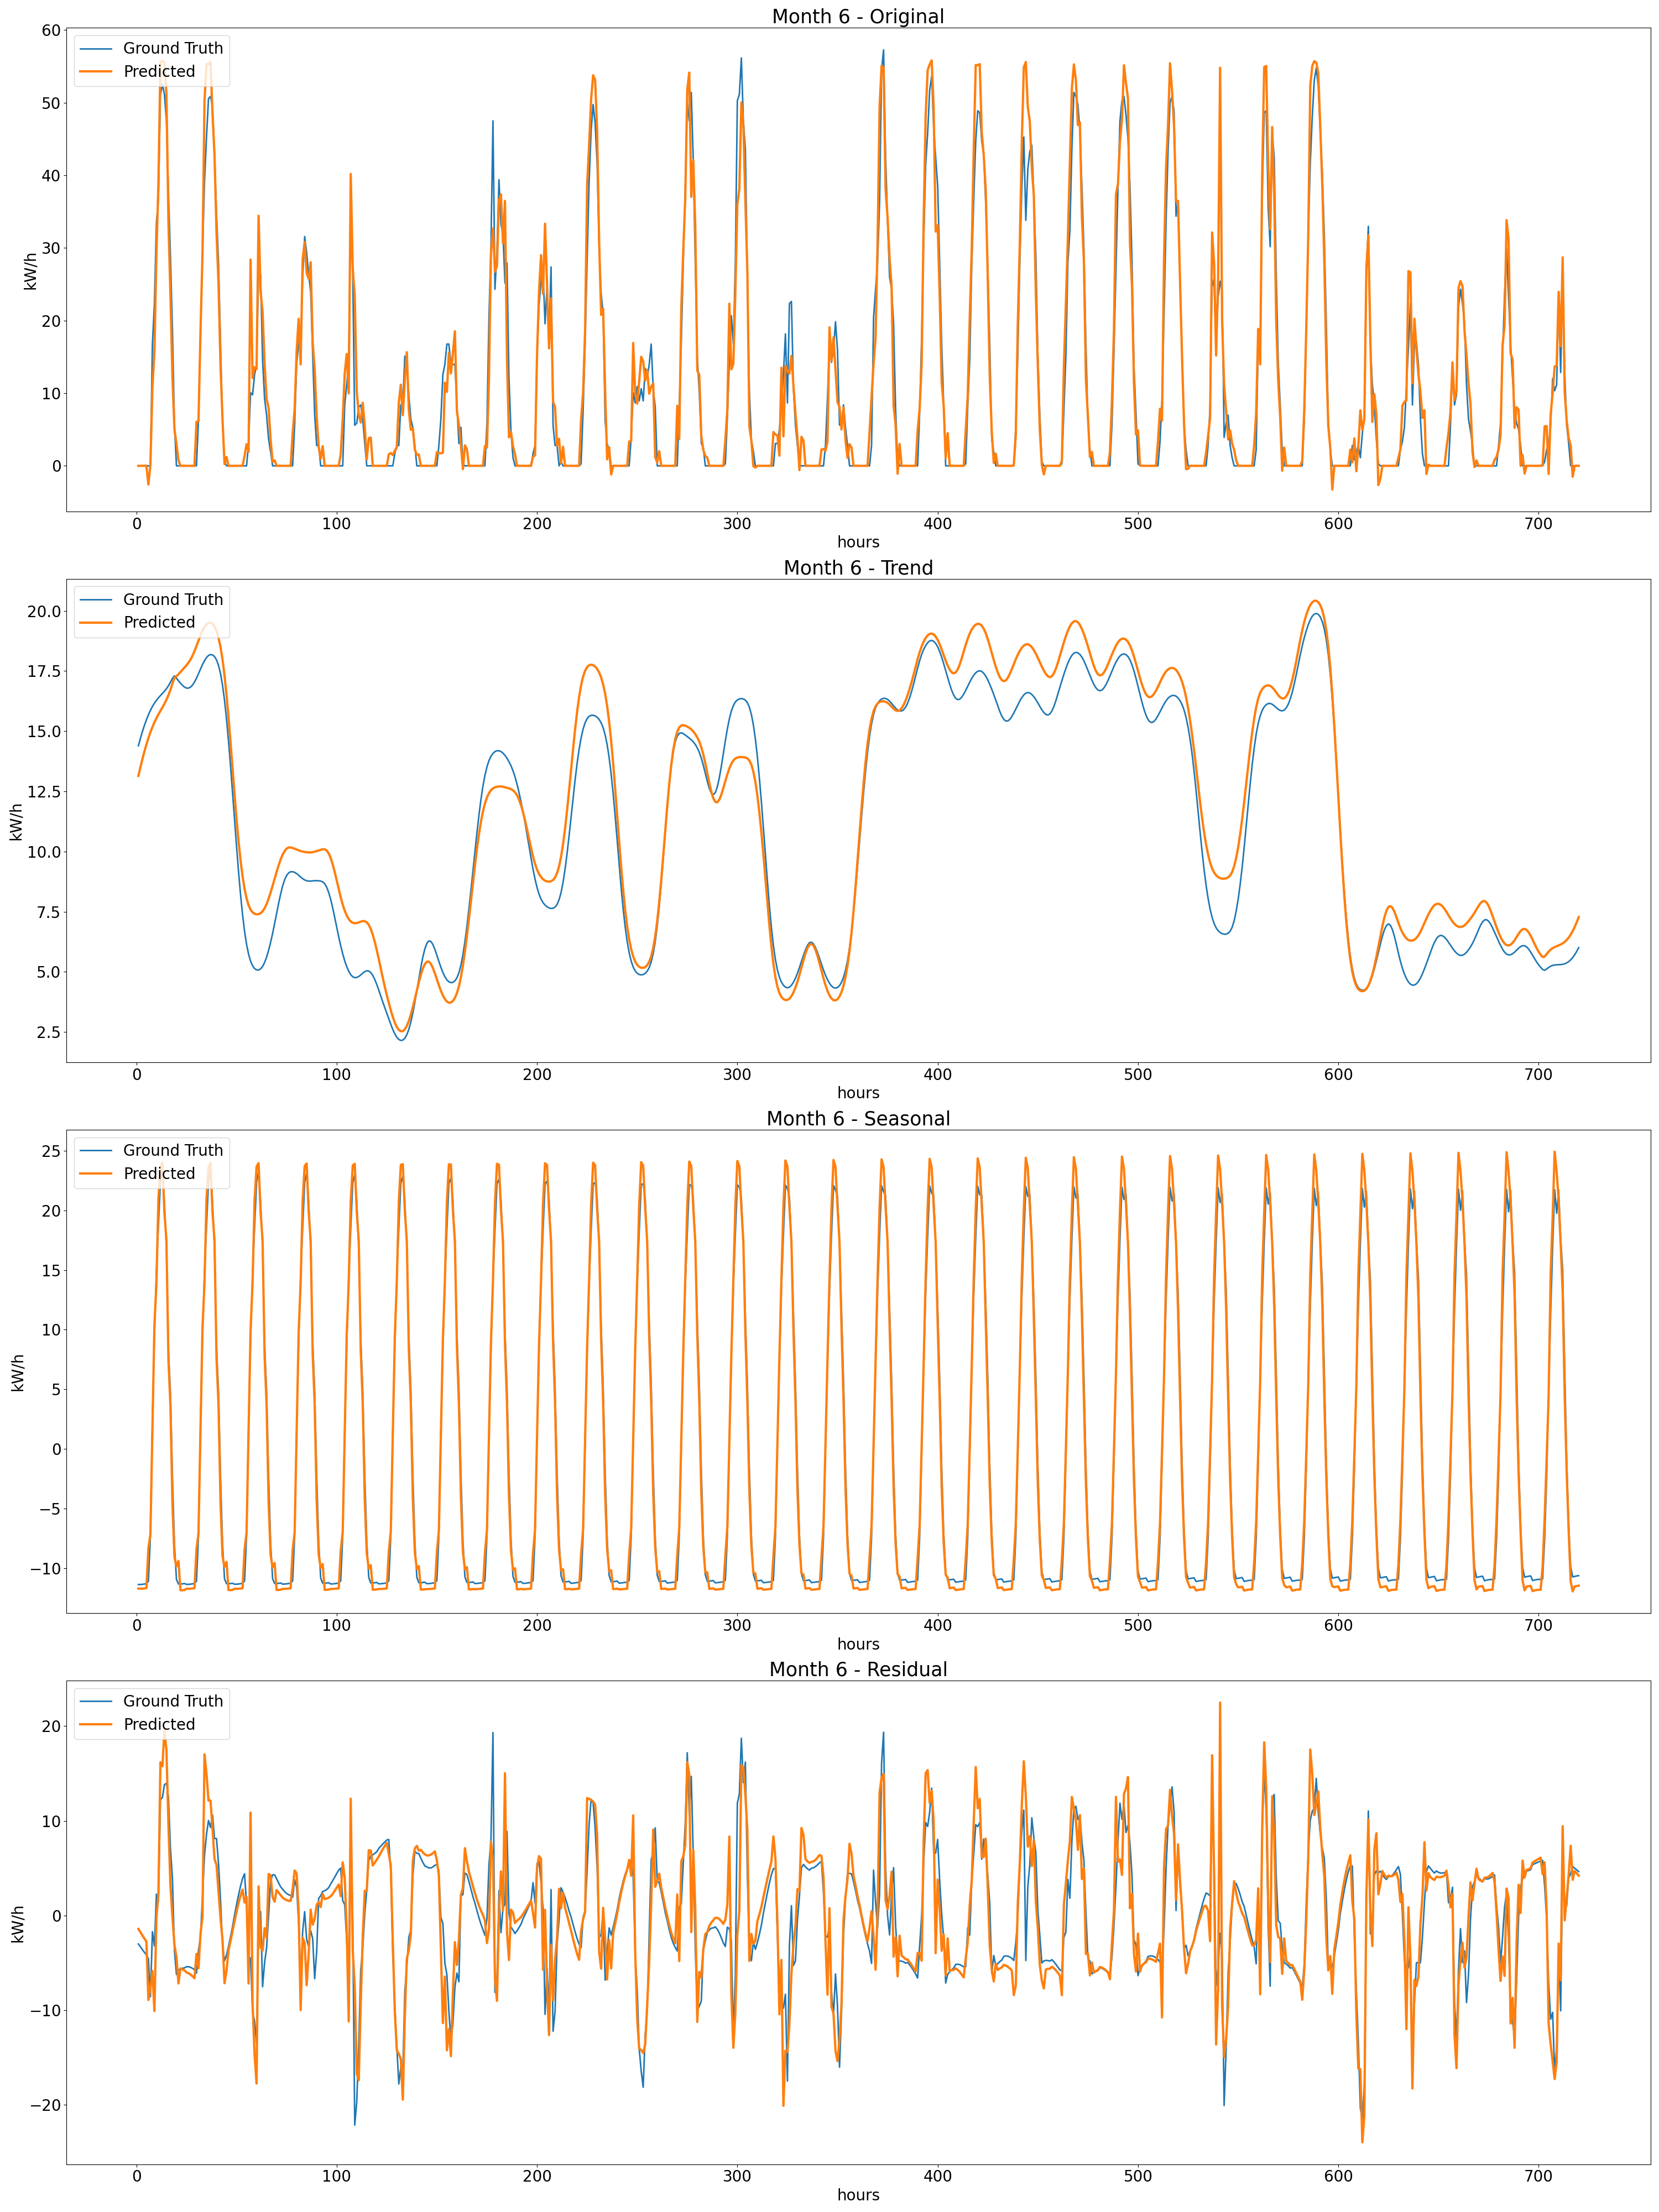 Month 6 - Original
Ground Truth
Predicted
kW/h
60
50
40
30
20
10
0
0 100 200 300 400 500 600 700
hours
Month 6 - Trend
Ground Truth
Predicted
kW/h
20.0
17.5
15.0
12.5
10.0
7.5
5.0
2.5
0 100 200 300 400 500 600 700
hours
Month 6 - Seasonal
Ground Truth
Predicted
kW/h
25
20
15
10
5
0
−5
−10
0 100 200 300 400 500 600 700
hours
Month 6 - Residual
Ground Truth
Predicted
kW/h
20
10
0
−10
−20
0 100 200 300 400 500 600 700
hours